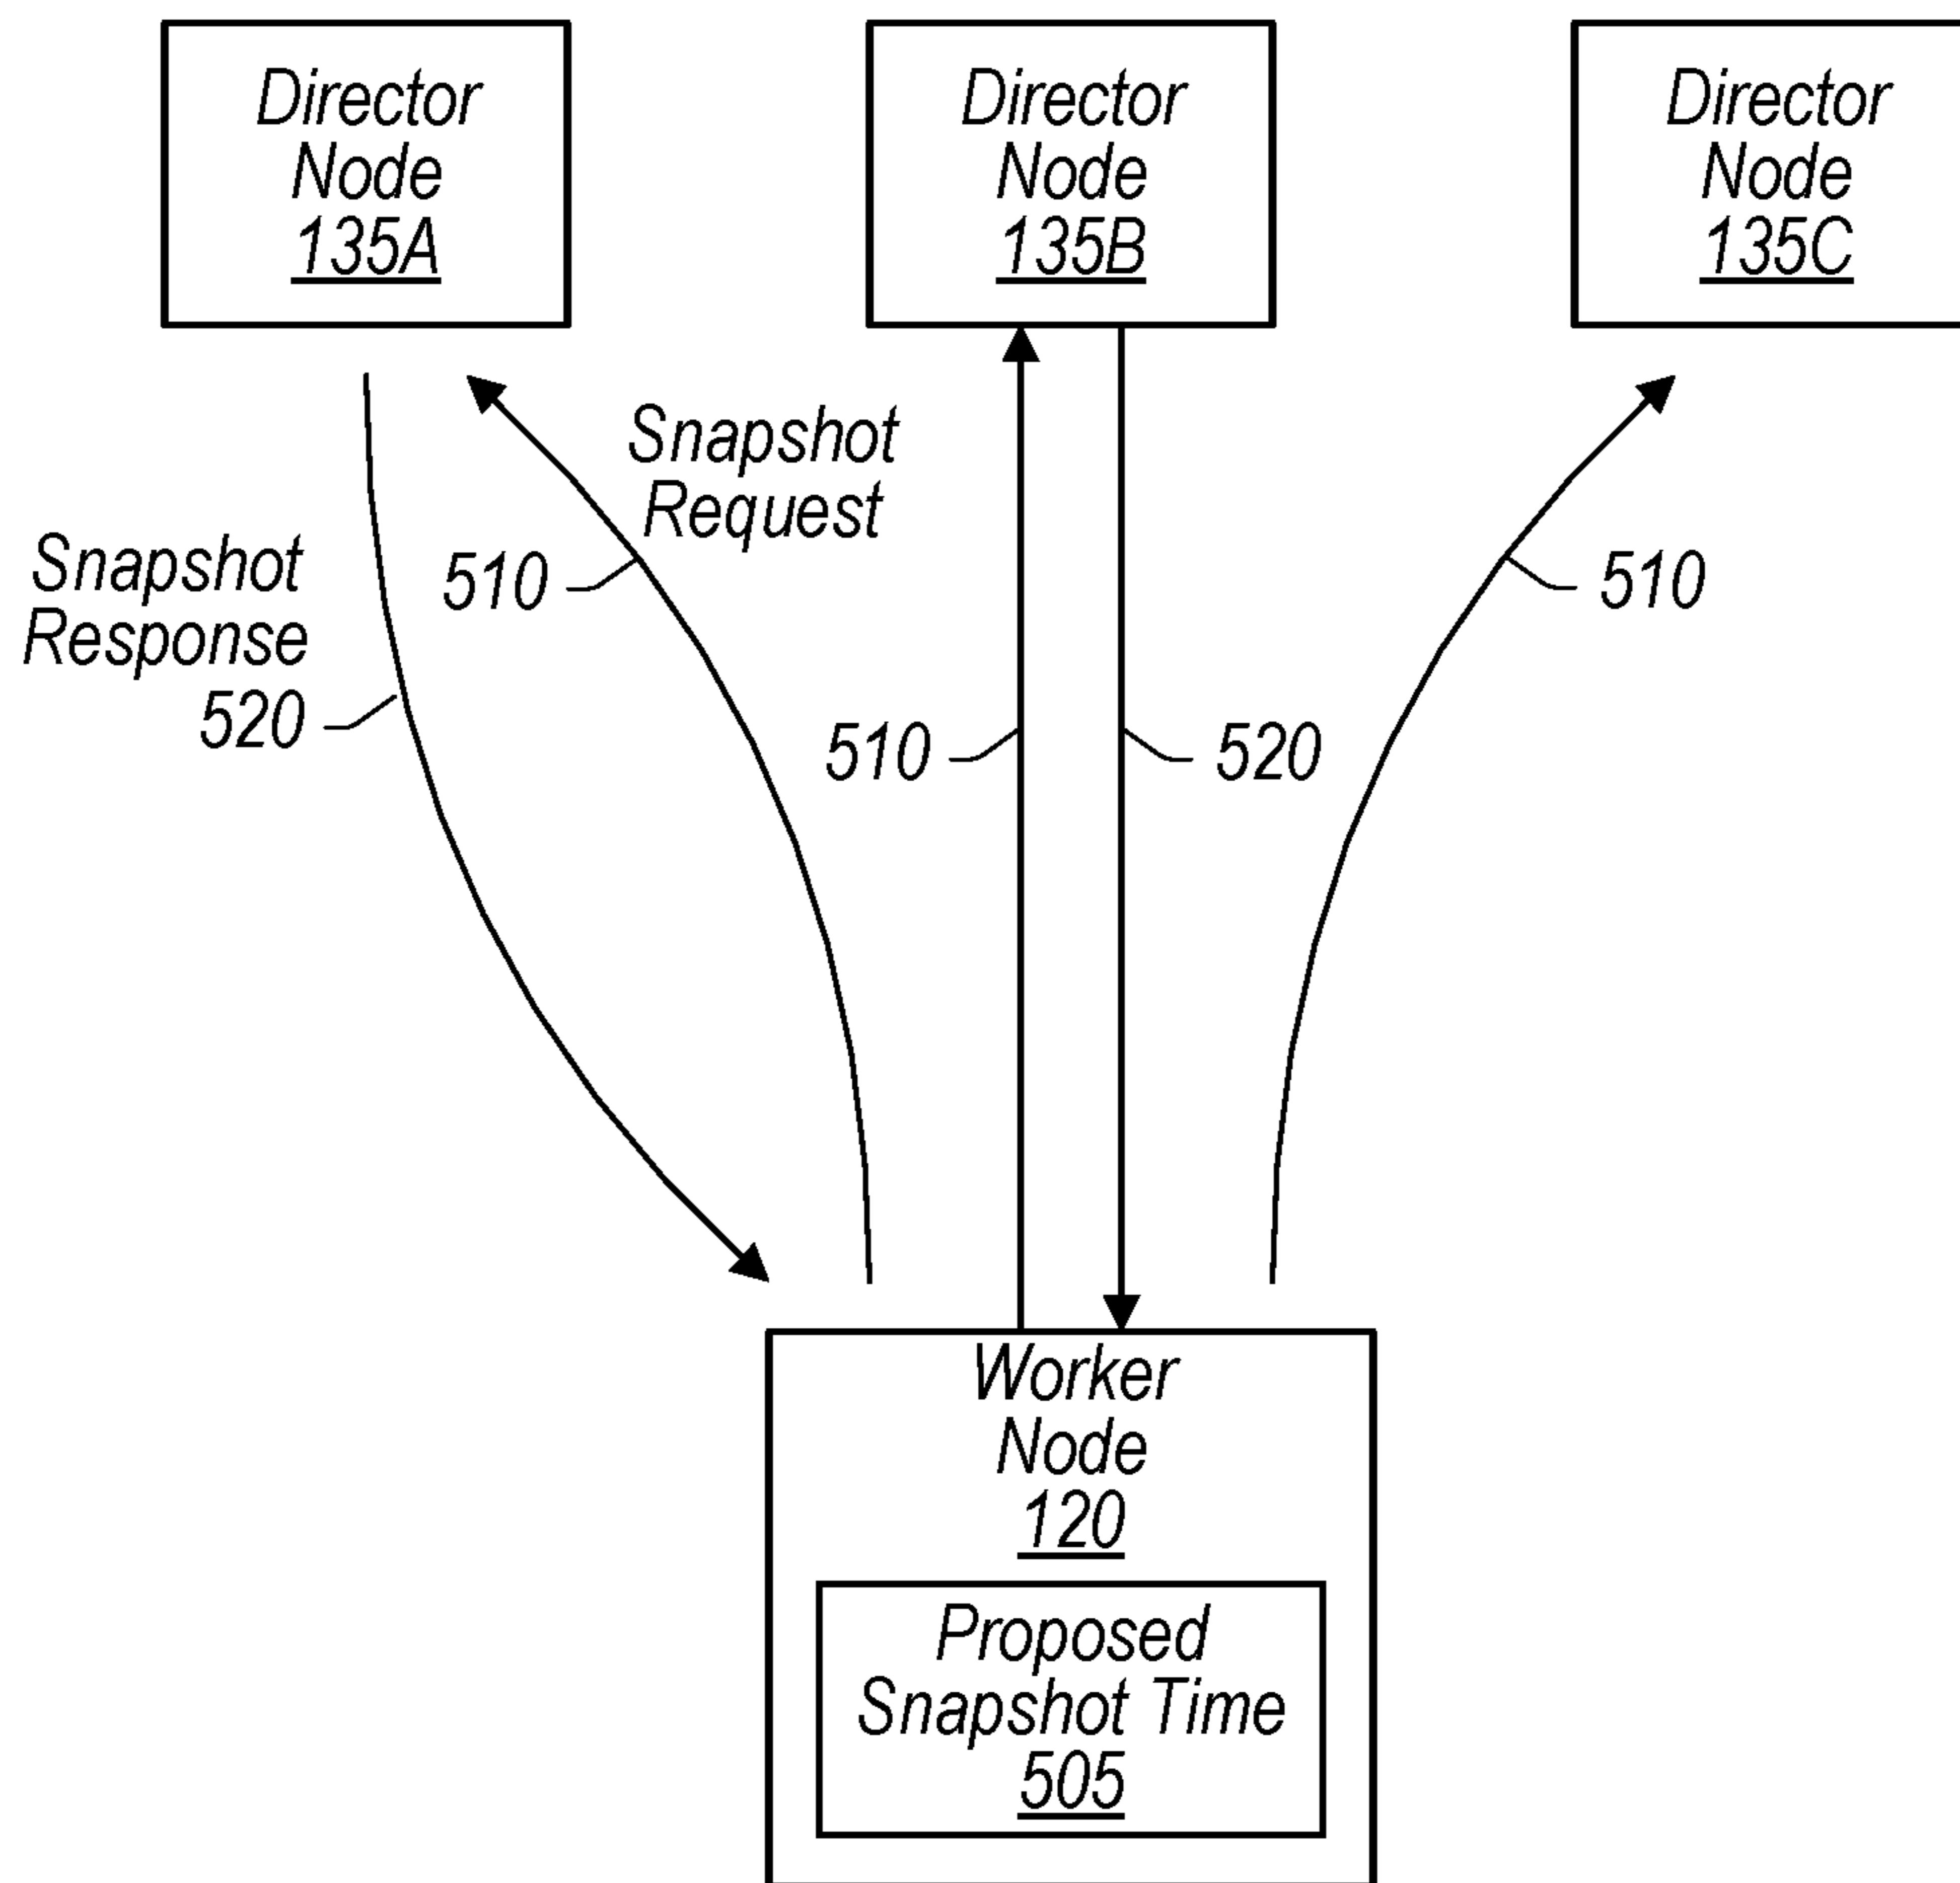 Director
Node
135A
Director
Node
135B
Director
Node
135C
Snapshot
Request
510
Snapshot
Response
520
510
510
520
Worker
Node
120
Proposed
Snapshot Time
505